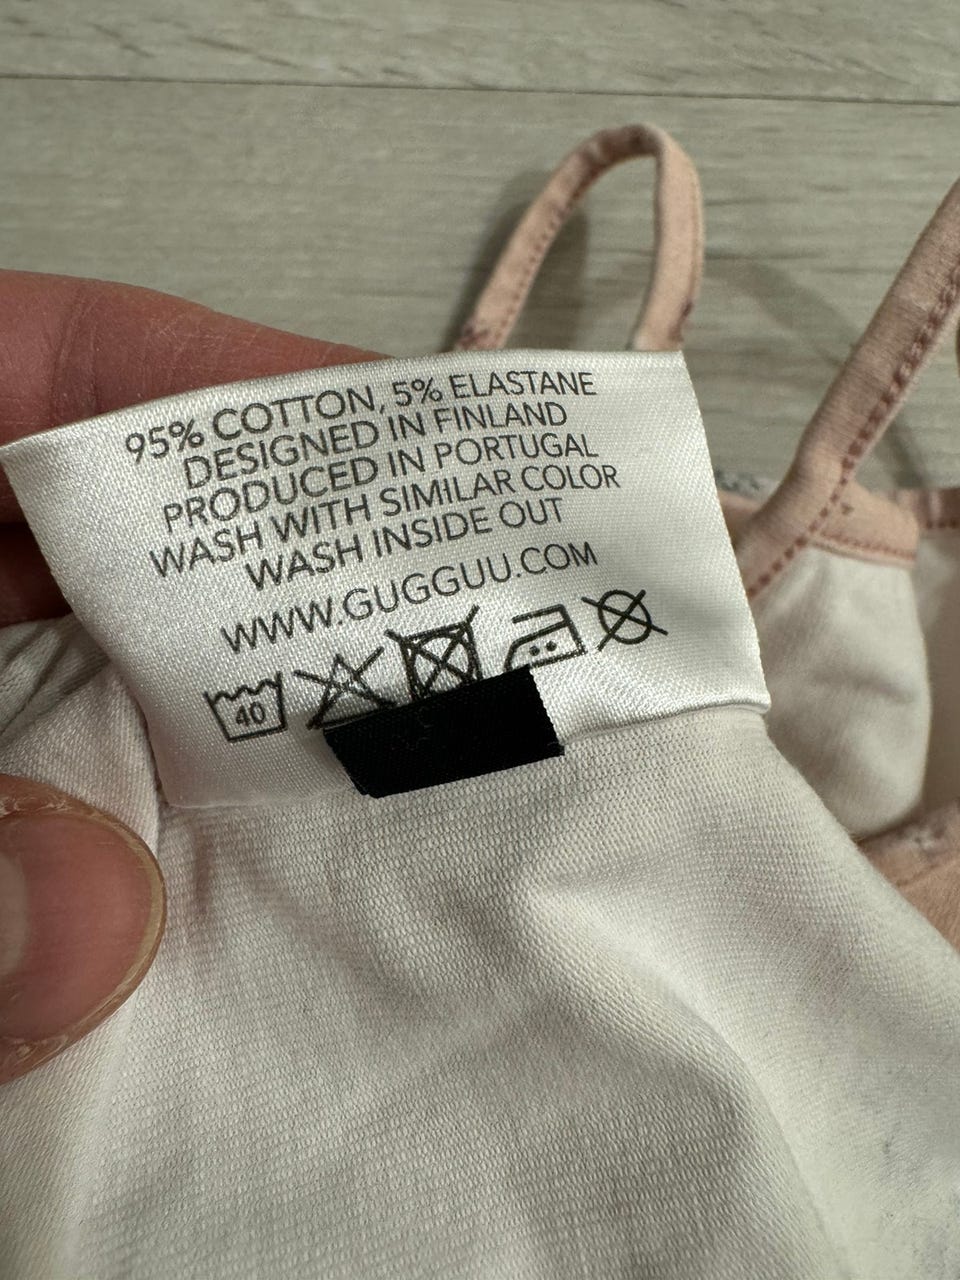 95% COTTON, 5% ELASTANE
DESIGNED IN FINLAND
PRODUCED IN PORTUGAL
WASH WITH SIMILAR COLOR
WASH INSIDE OUT
WWW.GUGGUU.COM
40